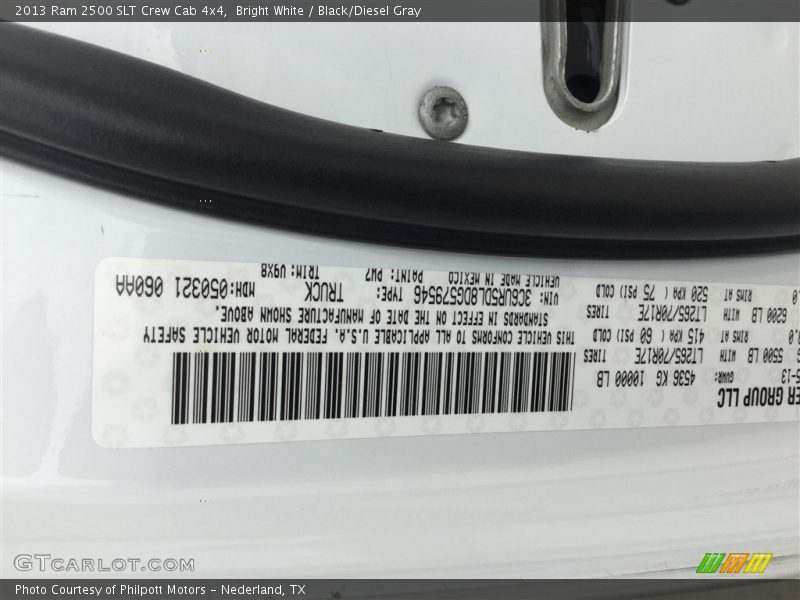 2013 Ram 2500 SLT Crew Cab 4x4,  Bright White / Black/Diesel Gray
ER GROUP LLC
5-13 GVWR: 4536 KG 10000 LB
5500 LB WITH LT265/70R17E TIRES
.0 RIMS AT 415 KPA ( 60 PSI) COLD
6200 LB WITH LT265/70R17E TIRES
.0 RIMS AT 520 KPA ( 75 PSI) COLD
THIS VEHICLE CONFORMS TO ALL APPLICABLE U.S.A. FEDERAL MOTOR VEHICLE SAFETY
STANDARDS IN EFFECT ON THE DATE OF MANUFACTURE SHOWN ABOVE.
VIN: 3C6UR5DL8DG579546 TYPE: TRUCK MDH:050321 060AA
VEHICLE MADE IN MEXICO PAINT: PW7 TRIM:V9X8
GTCARLOT.COM
Photo Courtesy of Philpott Motors - Nederland, TX